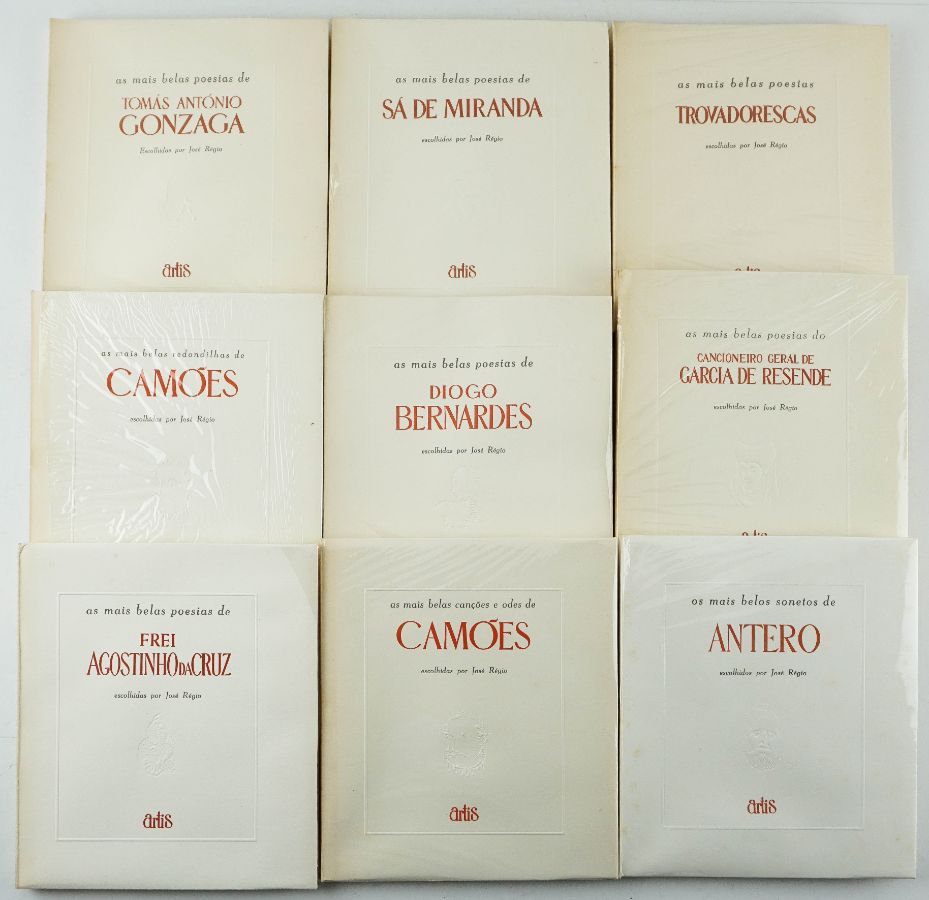 as mais belas poesias de
TOMÁS ANTÓNIO
GONZAGA
Escolhidas por José Régio
artis
as mais belas poesias de
SÁ DE MIRANDA
escolhidas por José Régio
artis
as mais belas poesias
TROVADORESCAS
escolhidas por José Régio
artis
as mais belas redondilhas de
CAMÕES
escolhidas por José Régio
as mais belas poesias de
DIOGO
BERNARDES
escolhidas por José Régio
as mais belas poesias do
CANCIONEIRO GERAL DE
GARCIA DE RESENDE
escolhidas por José Régio
artis
as mais belas poesias de
FREI
AGOSTINHO DA CRUZ
escolhidas por José Régio
artis
as mais belas canções e odes de
CAMÕES
escolhidas por José Régio
artis
os mais belos sonetos de
ANTERO
escolhidos por José Régio
artis